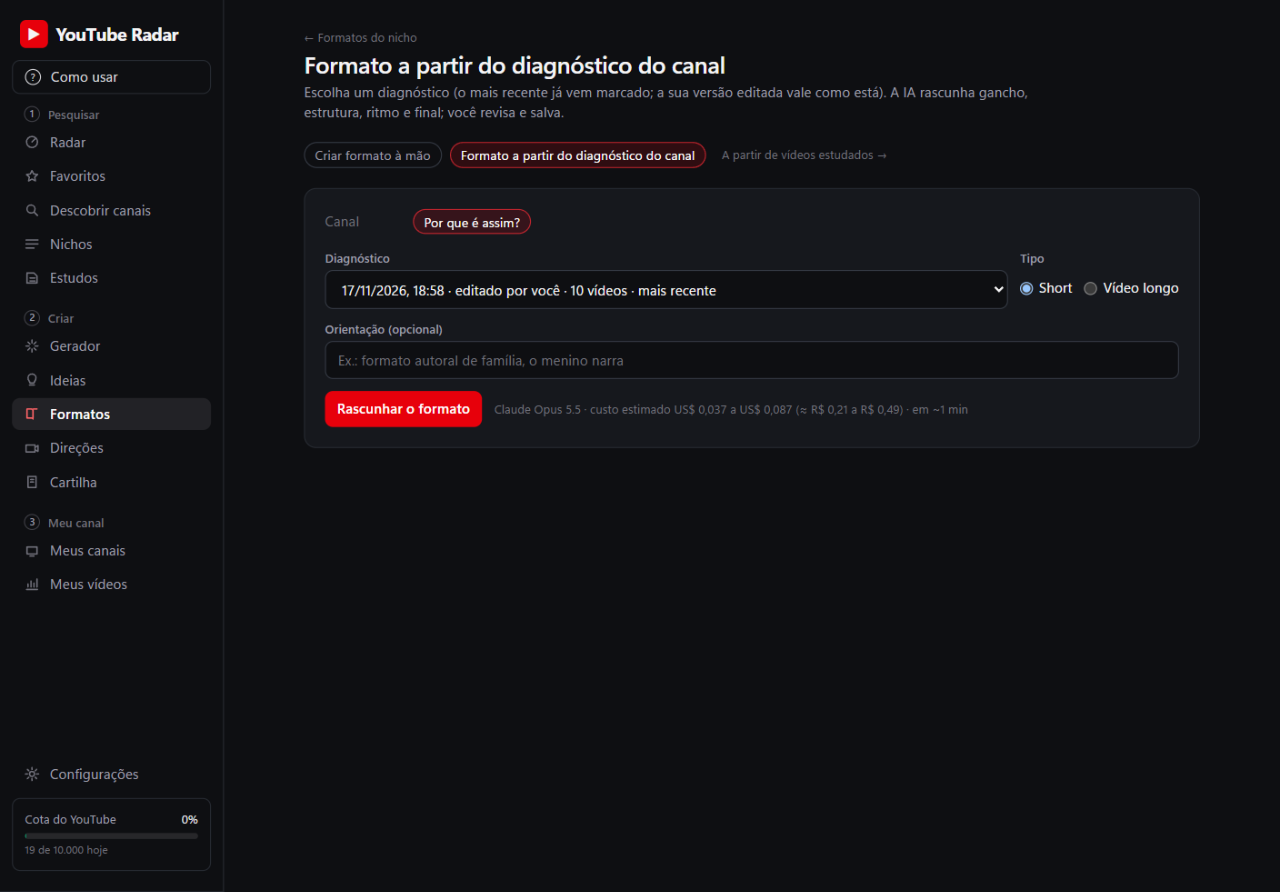 YouTube Radar
? Como usar
1 Pesquisar
Radar
Favoritos
Descobrir canais
Nichos
Estudos
2 Criar
Gerador
Ideias
Formatos
Direções
Cartilha
3 Meu canal
Meus canais
Meus vídeos
Configurações
Cota do YouTube 0%
19 de 10.000 hoje
← Formatos do nicho
Formato a partir do diagnóstico do canal
Escolha um diagnóstico (o mais recente já vem marcado; a sua versão editada vale como está). A IA rascunha gancho,
estrutura, ritmo e final; você revisa e salva.
Criar formato à mão Formato a partir do diagnóstico do canal A partir de vídeos estudados →
Canal Por que é assim?
Diagnóstico Tipo
17/11/2026, 18:58 · editado por você · 10 vídeos · mais recente Short Vídeo longo
Orientação (opcional)
Ex.: formato autoral de família, o menino narra
Rascunhar o formato Claude Opus 5.5 · custo estimado US$ 0,037 a US$ 0,087 (≈ R$ 0,21 a R$ 0,49) · em ~1 min